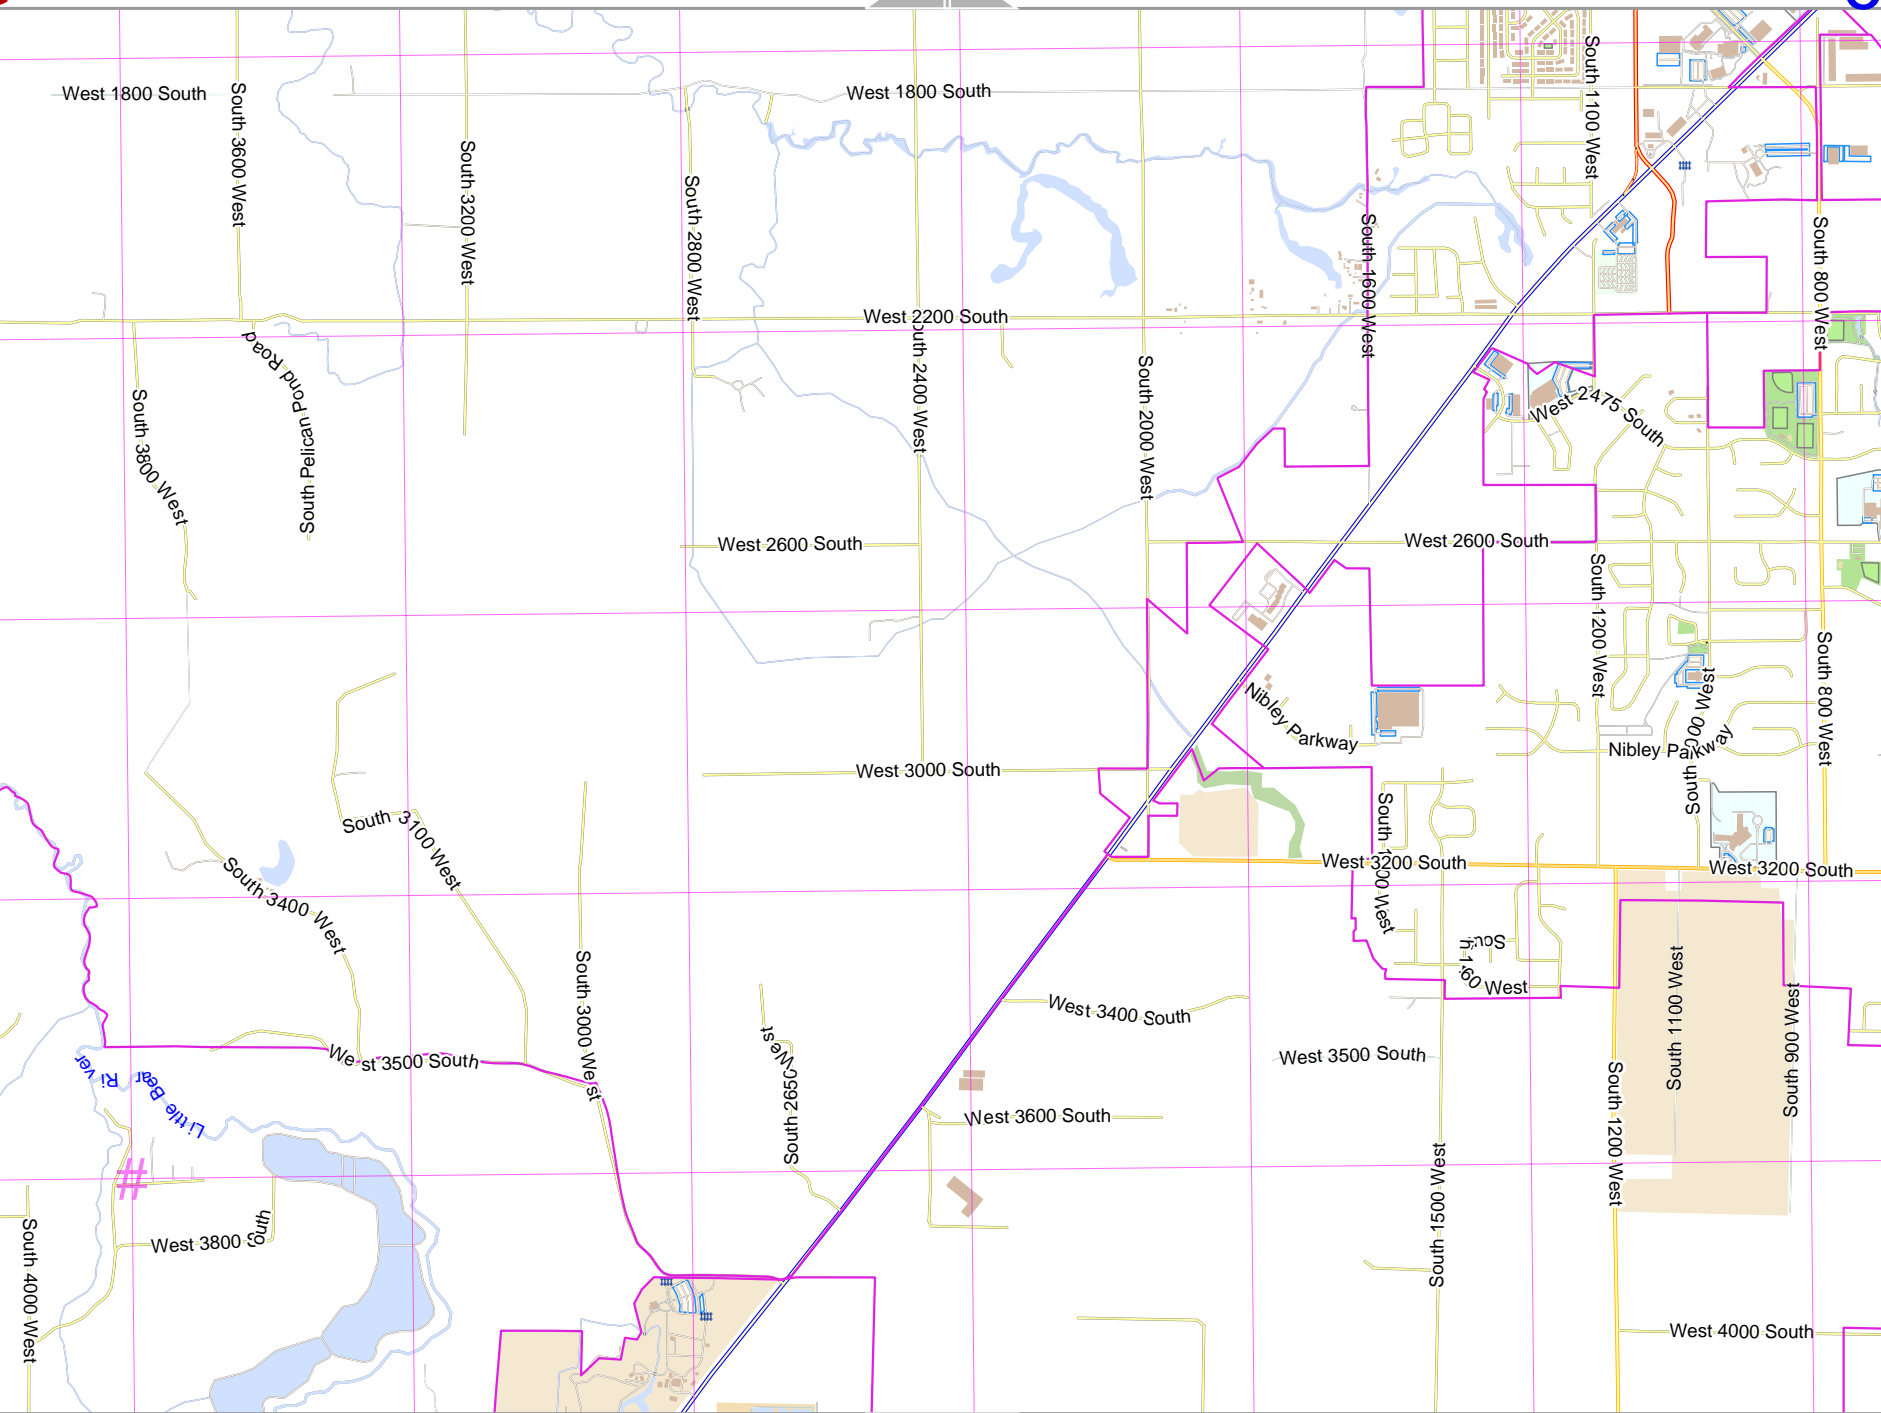 West 1800 South
West 1800 South
South 3600 West
South 3200 West
South 2800 West
South 1100 West
South 1600 West
South 800 West
West 2200 South
South 2400 West
South Pelican Pond Road
South 3800 West
South 2000 West
West 2475 South
West 2600 South
West 2600 South
South 1200 West
South 800 West
Nibley Parkway
Nibley Parkway
West 3000 South
South 3100 West
South 3400 West
West 3200 South
West 3200 South
South 3000 West
West 3400 South
West 3500 South
West 3500 South
South 2650 West
Little Bear River
West 3600 South
South 1100 West
South 900 West
South 1200 West
South 1500 West
West 3800 South
South 4000 West
#
West 4000 South